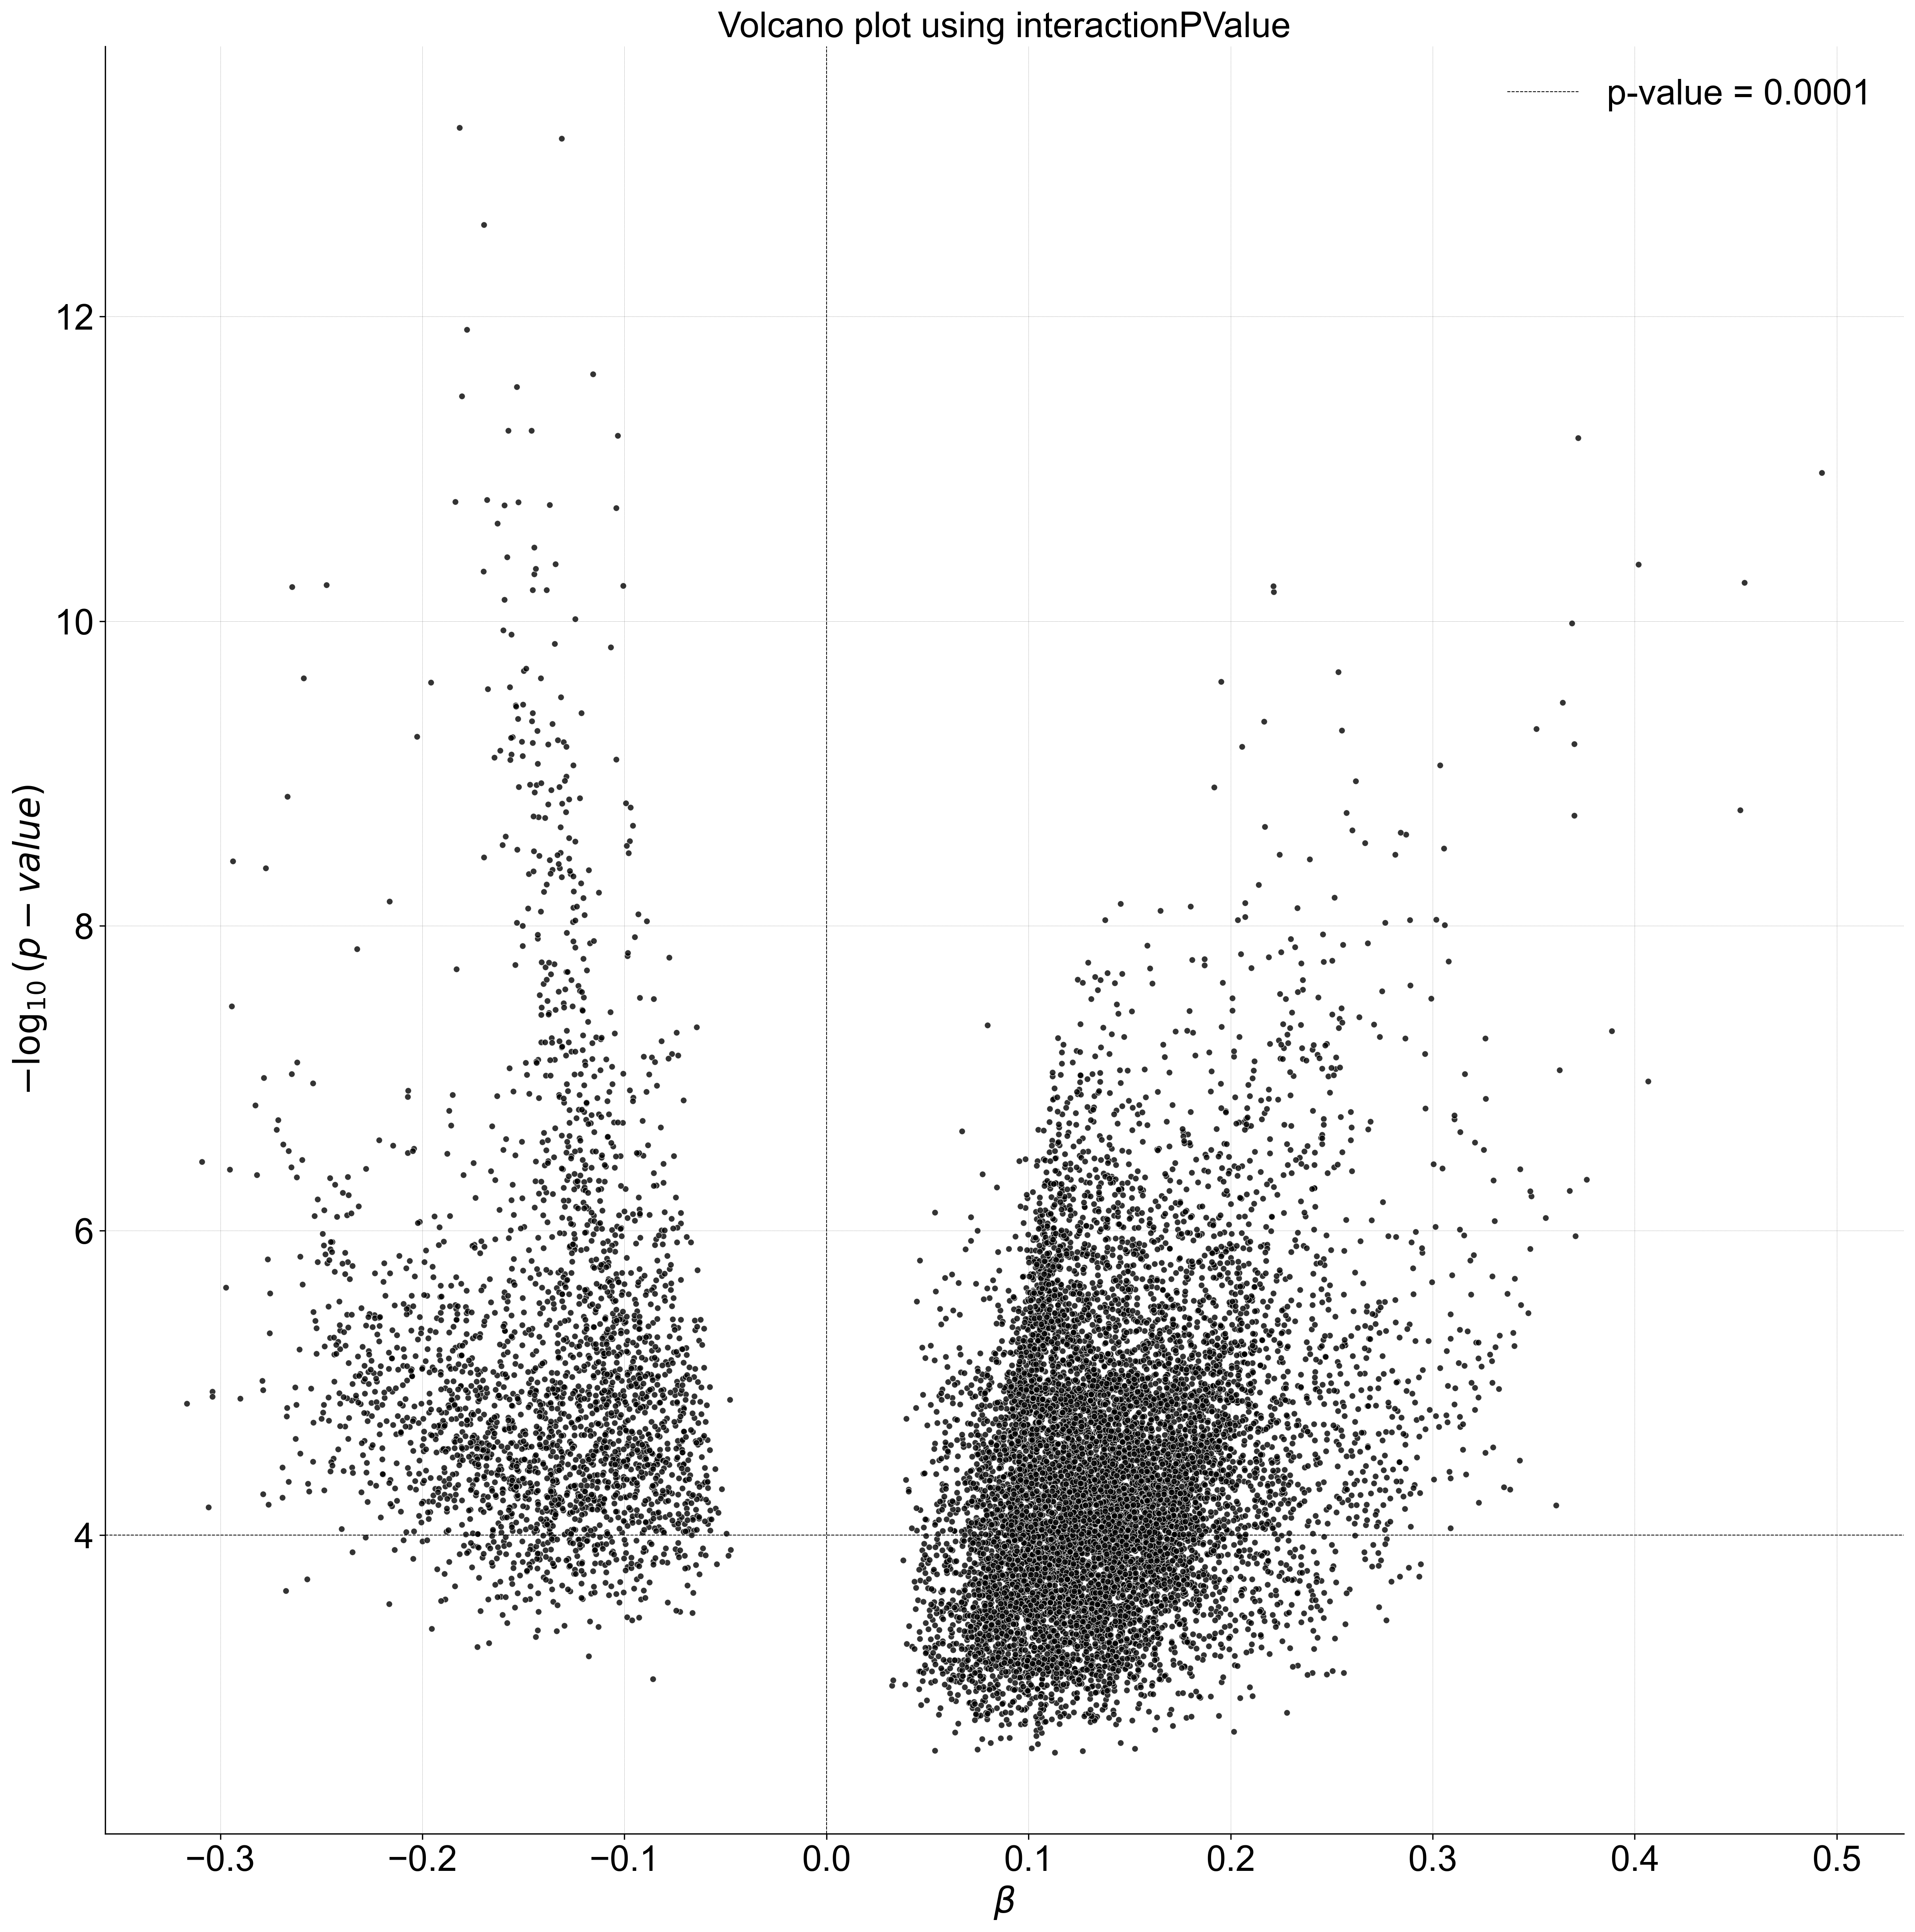 Volcano plot using interactionPValue
p-value = 0.0001
12
10
8
6
4
−log₁₀ (p − value)
−0.3 −0.2 −0.1 0.0 0.1 0.2 0.3 0.4 0.5
β